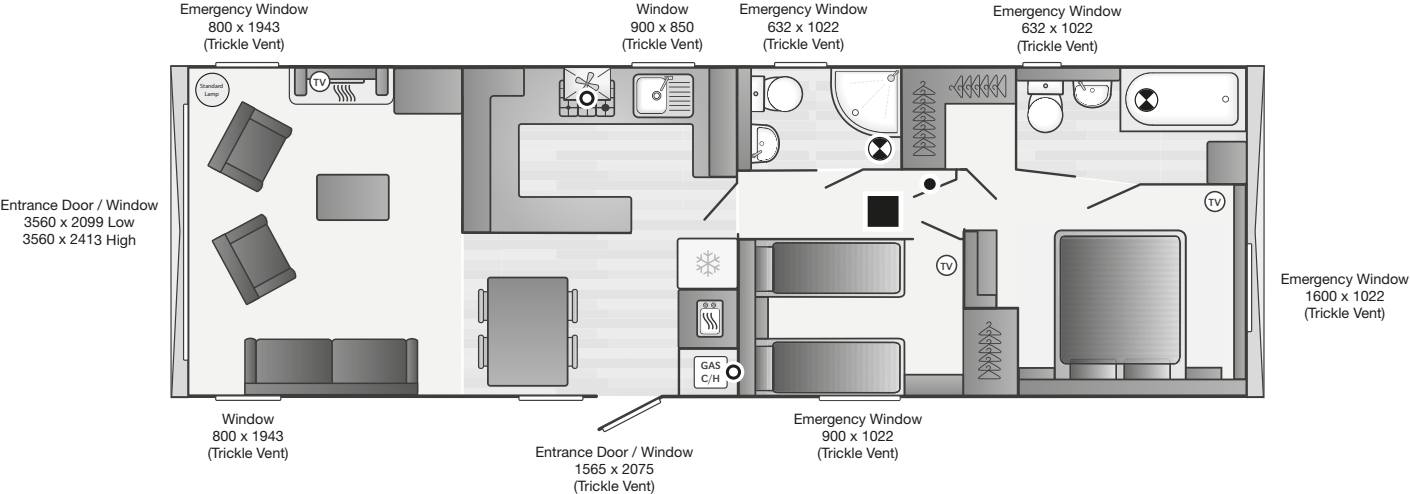 Emergency Window
800 x 1943
(Trickle Vent)
Window
900 x 850
(Trickle Vent)
Emergency Window
632 x 1022
(Trickle Vent)
Emergency Window
632 x 1022
(Trickle Vent)
Standard
Lamp
TV
Entrance Door / Window
3560 x 2099 Low
3560 x 2413 High
TV
TV
GAS
C/H
Emergency Window
1600 x 1022
(Trickle Vent)
Window
800 x 1943
(Trickle Vent)
Entrance Door / Window
1565 x 2075
(Trickle Vent)
Emergency Window
900 x 1022
(Trickle Vent)